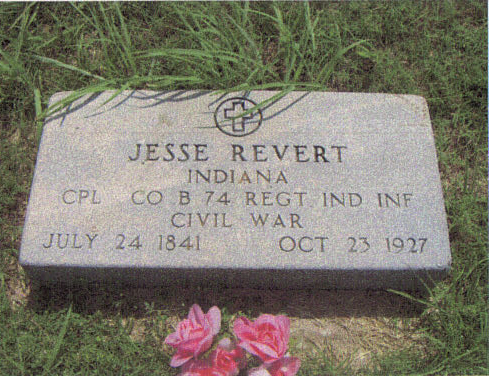 JESSE REVERT
INDIANA
CPL CO B 74 REGT IND INF
CIVIL WAR
JULY 24 1841 OCT 23 1927